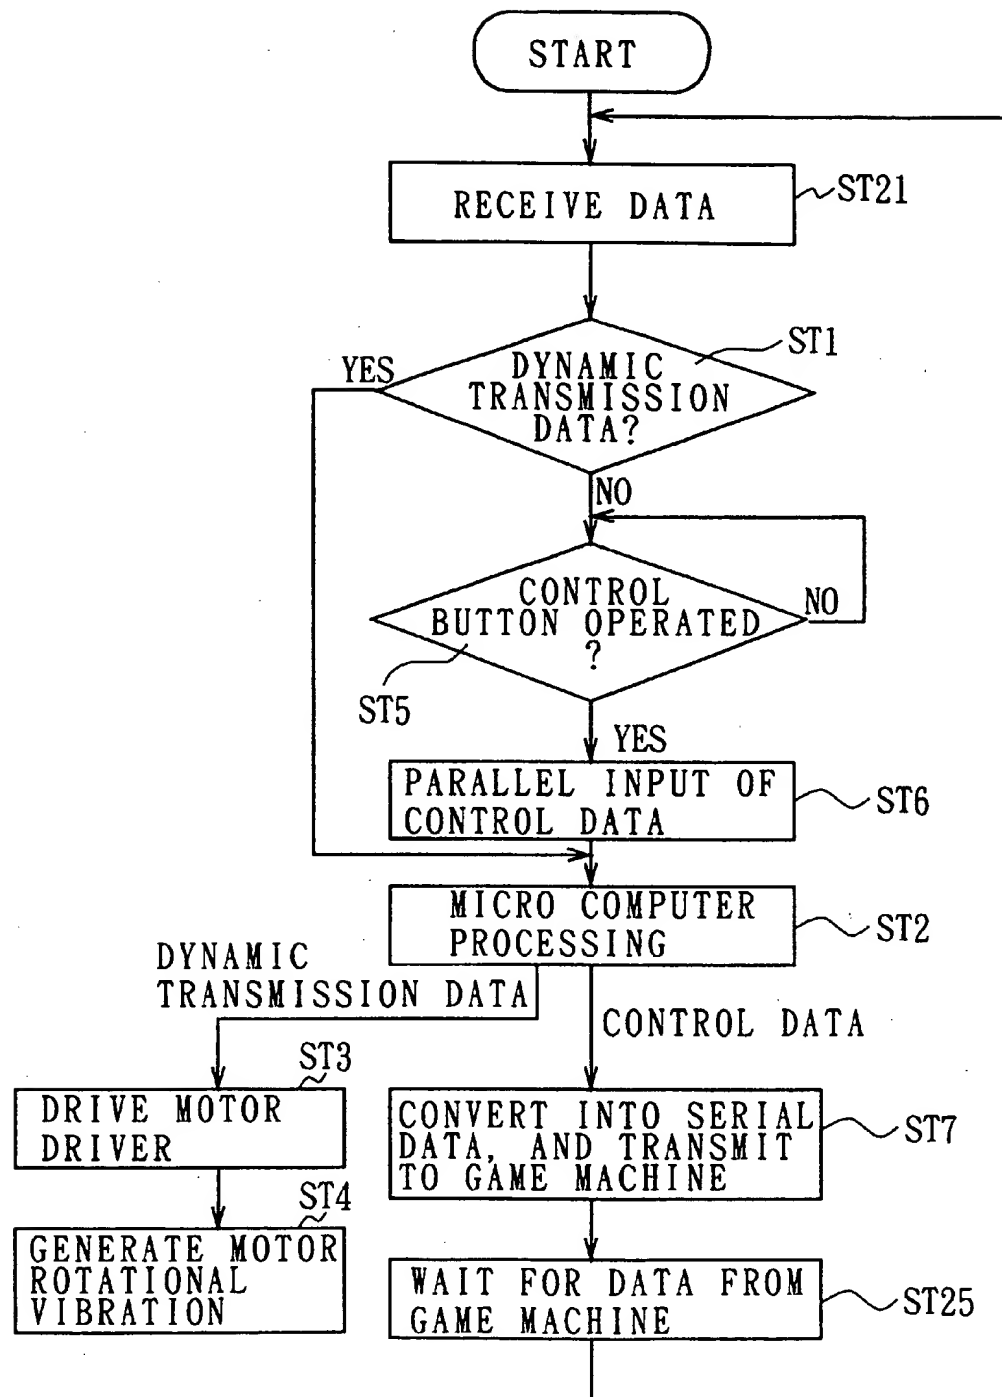 START
RECEIVE DATA
ST21
ST1
YES
DYNAMIC
TRANSMISSION
DATA?
NO
CONTROL
BUTTON OPERATED
?
NO
ST5
YES
PARALLEL INPUT OF
CONTROL DATA
ST6
MICRO COMPUTER
PROCESSING
ST2
DYNAMIC
TRANSMISSION DATA
CONTROL DATA
ST3
DRIVE MOTOR
DRIVER
CONVERT INTO SERIAL
DATA, AND TRANSMIT
TO GAME MACHINE
ST7
ST4
GENERATE MOTOR
ROTATIONAL
VIBRATION
WAIT FOR DATA FROM
GAME MACHINE
ST25